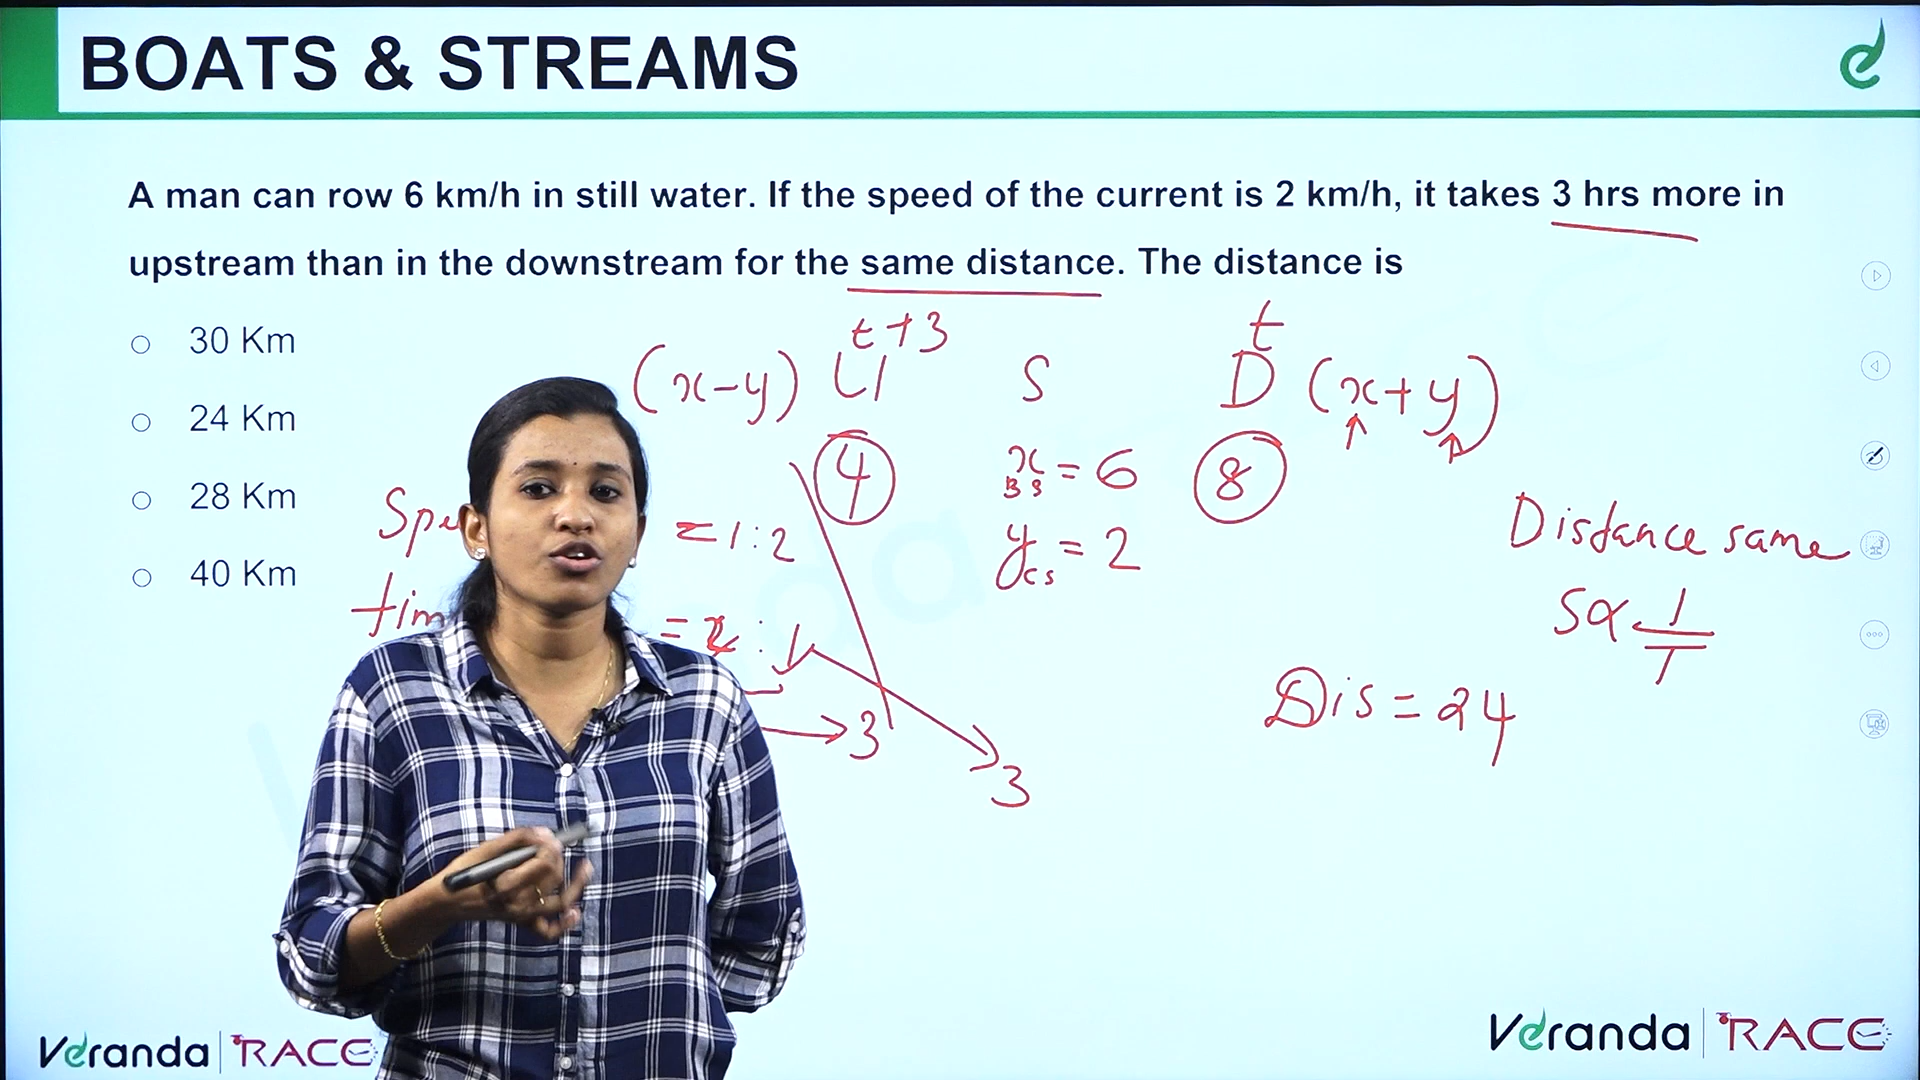 BOATS & STREAMS
A man can row 6 km/h in still water. If the speed of the current is 2 km/h, it takes 3 hrs more in
upstream than in the downstream for the same distance. The distance is
30 Km
24 Km
28 Km
40 Km
t+3
t
(x-y) U S D (x+y)
4
x = 6
BS
8
= 1:2
y = 2
cs
= 2 : 1
3
3
Distance same
S∝ 1/T
Dis = 24
Veranda RACE
Veranda RACE